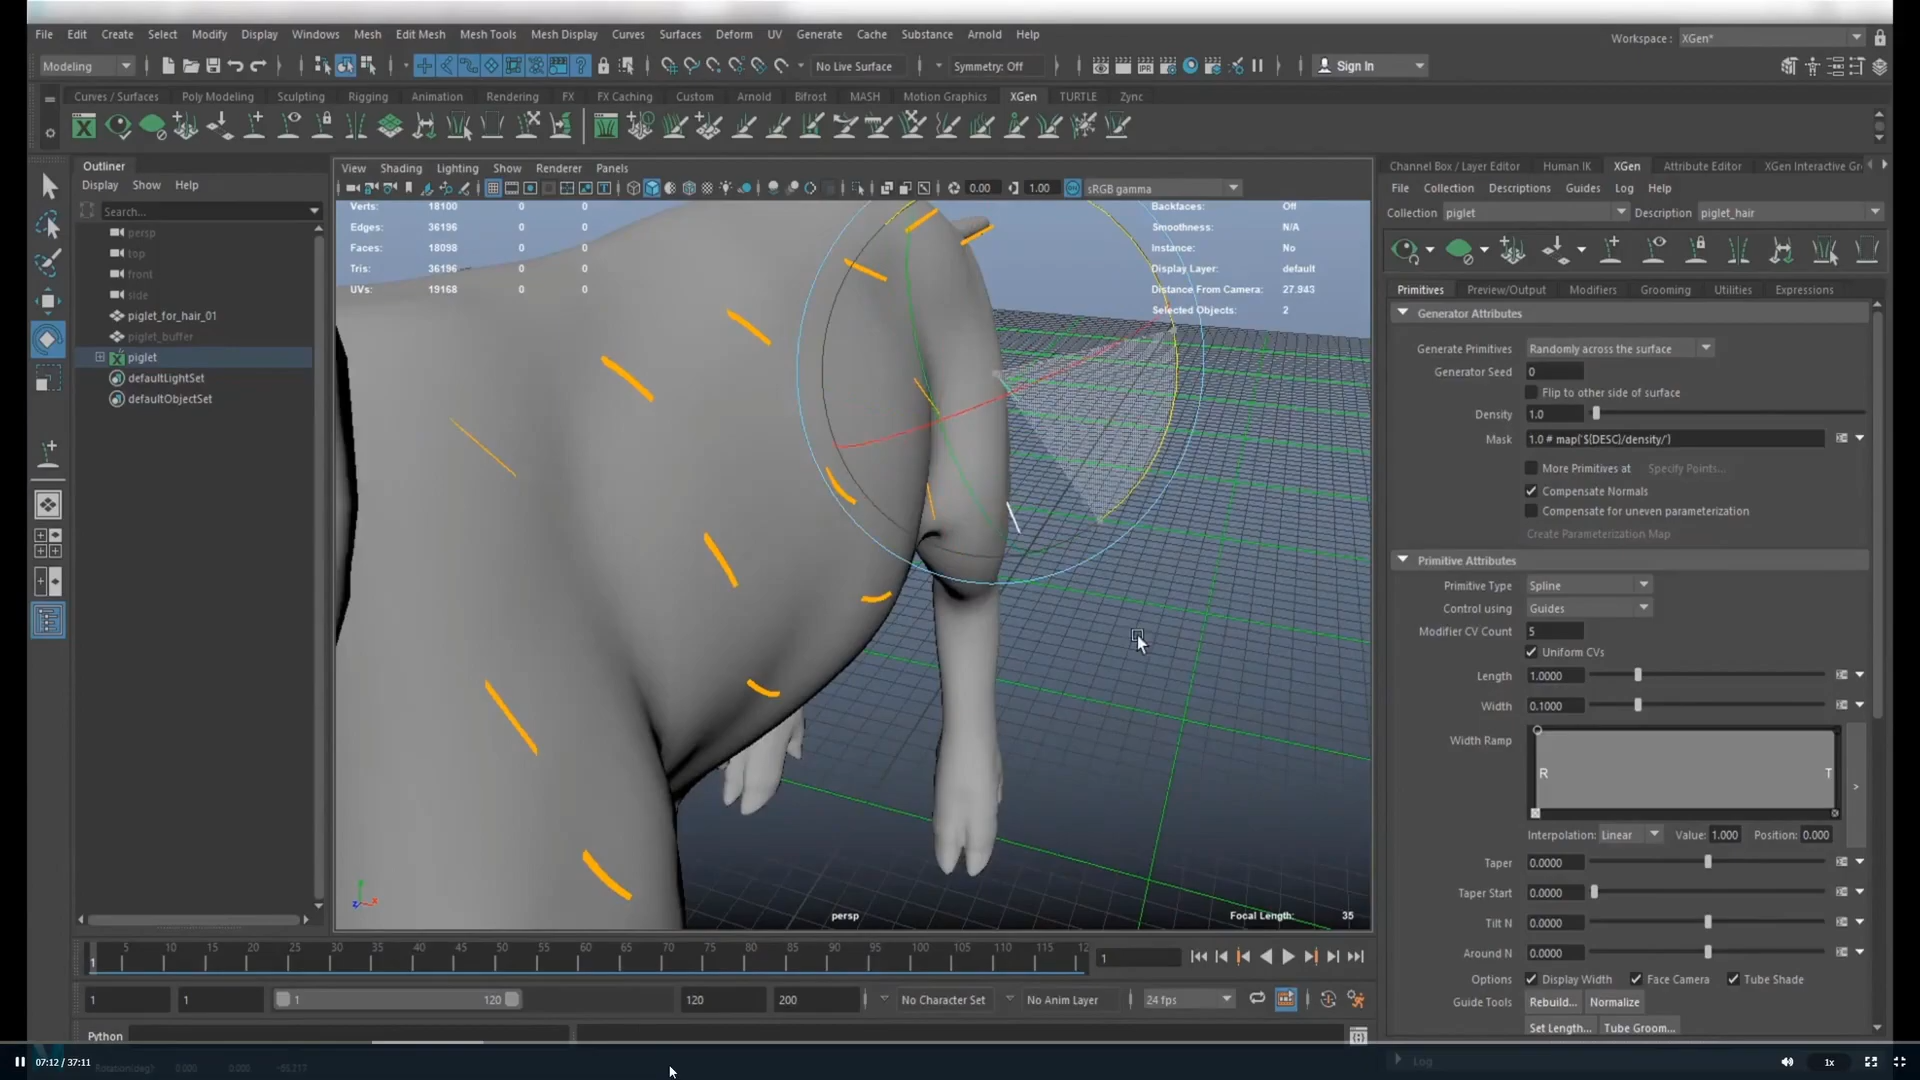 File Edit Create Select Modify Display Windows Mesh Edit Mesh Mesh Tools Mesh Display Curves Surfaces Deform UV Generate Cache Substance Arnold Help
Workspace : XGen*
Modeling
No Live Surface
Symmetry: Off
Sign In
Curves / Surfaces Poly Modeling Sculpting Rigging Animation Rendering FX FX Caching Custom Arnold Bifrost MASH Motion Graphics XGen TURTLE Zync
Outliner
Display Show Help
Search...
persp
top
front
side
piglet_for_hair_01
piglet_buffer
piglet
defaultLightSet
defaultObjectSet
View Shading Lighting Show Renderer Panels
0.00 1.00 sRGB gamma
Verts: 18100 0 0
Edges: 36196 0 0
Faces: 18098 0 0
Tris: 36196 0 0
UVs: 19168 0 0
Backfaces: Off
Smoothness: N/A
Instance: No
Display Layer: default
Distance From Camera: 27.943
Selected Objects: 2
persp
Focal Length: 35
Channel Box / Layer Editor Human IK XGen Attribute Editor XGen Interactive Gr
File Collection Descriptions Guides Log Help
Collection piglet Description piglet_hair
Primitives Preview/Output Modifiers Grooming Utilities Expressions
Generator Attributes
Generate Primitives Randomly across the surface
Generator Seed 0
Flip to other side of surface
Density 1.0
Mask 1.0 # map('${DESC}/density/')
More Primitives at Specify Points...
Compensate Normals
Compensate for uneven parameterization
Create Parameterization Map
Primitive Attributes
Primitive Type Spline
Control using Guides
Modifier CV Count 5
Uniform CVs
Length 1.0000
Width 0.1000
Width Ramp
R T
>
Interpolation: Linear Value: 1.000 Position: 0.000
Taper 0.0000
Taper Start 0.0000
Tilt N 0.0000
Around N 0.0000
Options Display Width Face Camera Tube Shade
Guide Tools Rebuild... Normalize
Set Length... Tube Groom...
Log
5 10 15 20 25 30 35 40 45 50 55 60 65 70 75 80 85 90 95 100 105 110 115 12
1
1
1 1 1 120 120 200 No Character Set No Anim Layer 24 fps
Python
07:12 / 37:11
1x